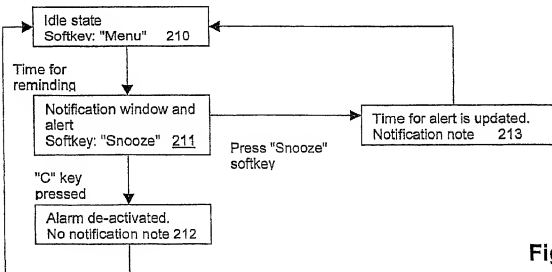 Idle state
Softkey: "Menu" 210
Time for
reminding
Notification window and
alert
Softkey: "Snooze" 211
Press "Snooze"
softkey
Time for alert is updated.
Notification note 213
"C" key
pressed
Alarm de-activated.
No notification note 212
Fig